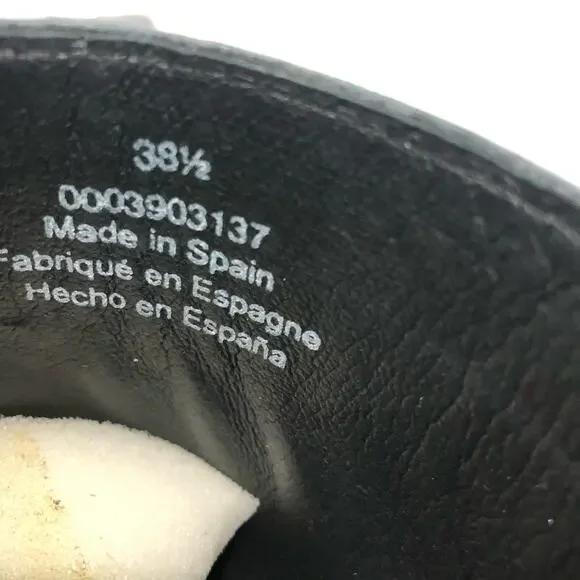 38½
0003903137
Made in Spain
Fabriqué en Espagne
Hecho en España